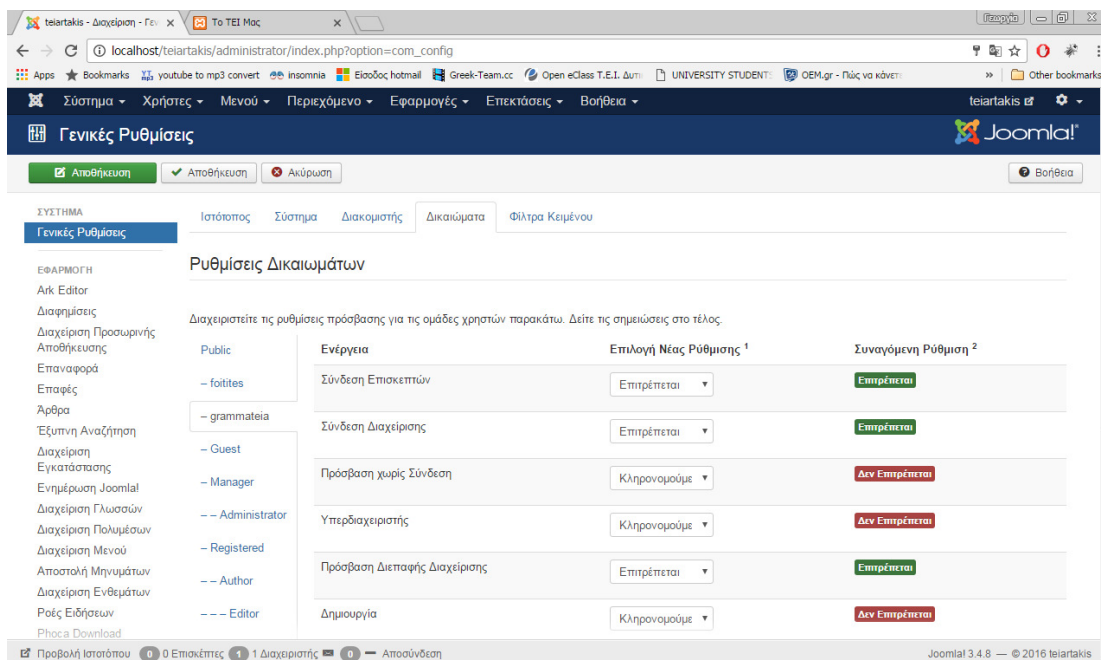 teiartakis - Διαχείριση - Γεν
Το ΤΕΙ Μας
Γεωργία
localhost/teiartakis/administrator/index.php?option=com_config
Apps Bookmarks youtube to mp3 convert insomnia Είσοδος hotmail Greek-Team.cc Open eClass T.E.I. Δυτι UNIVERSITY STUDENT: OEM.gr - Πώς να κάνετε » Other bookmarks
Σύστημα Χρήστες Μενού Περιεχόμενο Εφαρμογές Επεκτάσεις Βοήθεια teiartakis
Γενικές Ρυθμίσεις Joomla!
Αποθήκευση Αποθήκευση Ακύρωση Βοήθεια
ΣΥΣΤΗΜΑ
Γενικές Ρυθμίσεις
ΕΦΑΡΜΟΓΗ
Ark Editor
Διαφημίσεις
Διαχείριση Προσωρινής
Αποθήκευσης
Επαναφορά
Επαφές
Άρθρα
Έξυπνη Αναζήτηση
Διαχείριση
Εγκατάστασης
Ενημέρωση Joomla!
Διαχείριση Γλωσσών
Διαχείριση Πολυμέσων
Διαχείριση Μενού
Αποστολή Μηνυμάτων
Διαχείριση Ενθεμάτων
Ροές Ειδήσεων
Phoca Download
Ιστότοπος Σύστημα Διακομιστής Δικαιώματα Φίλτρα Κειμένου
Ρυθμίσεις Δικαιωμάτων
Διαχειριστείτε τις ρυθμίσεις πρόσβασης για τις ομάδες χρηστών παρακάτω. Δείτε τις σημειώσεις στο τέλος.
Public
– foitites
– grammateia
– Guest
– Manager
– – Administrator
– Registered
– – Author
– – – Editor
Ενέργεια Επιλογή Νέας Ρύθμισης 1 Συναγόμενη Ρύθμιση 2
Σύνδεση Επισκεπτών Επιτρέπεται Επιτρέπεται
Σύνδεση Διαχείρισης Επιτρέπεται Επιτρέπεται
Πρόσβαση χωρίς Σύνδεση Κληρονομούμε Δεν Επιτρέπεται
Υπερδιαχειριστής Κληρονομούμε Δεν Επιτρέπεται
Πρόσβαση Διεπαφής Διαχείρισης Επιτρέπεται Επιτρέπεται
Δημιουργία Κληρονομούμε Δεν Επιτρέπεται
Προβολή Ιστοτόπου 0 0 Επισκέπτες 1 1 Διαχειριστής 0 Αποσύνδεση Joomla! 3.4.8 — © 2016 teiartakis